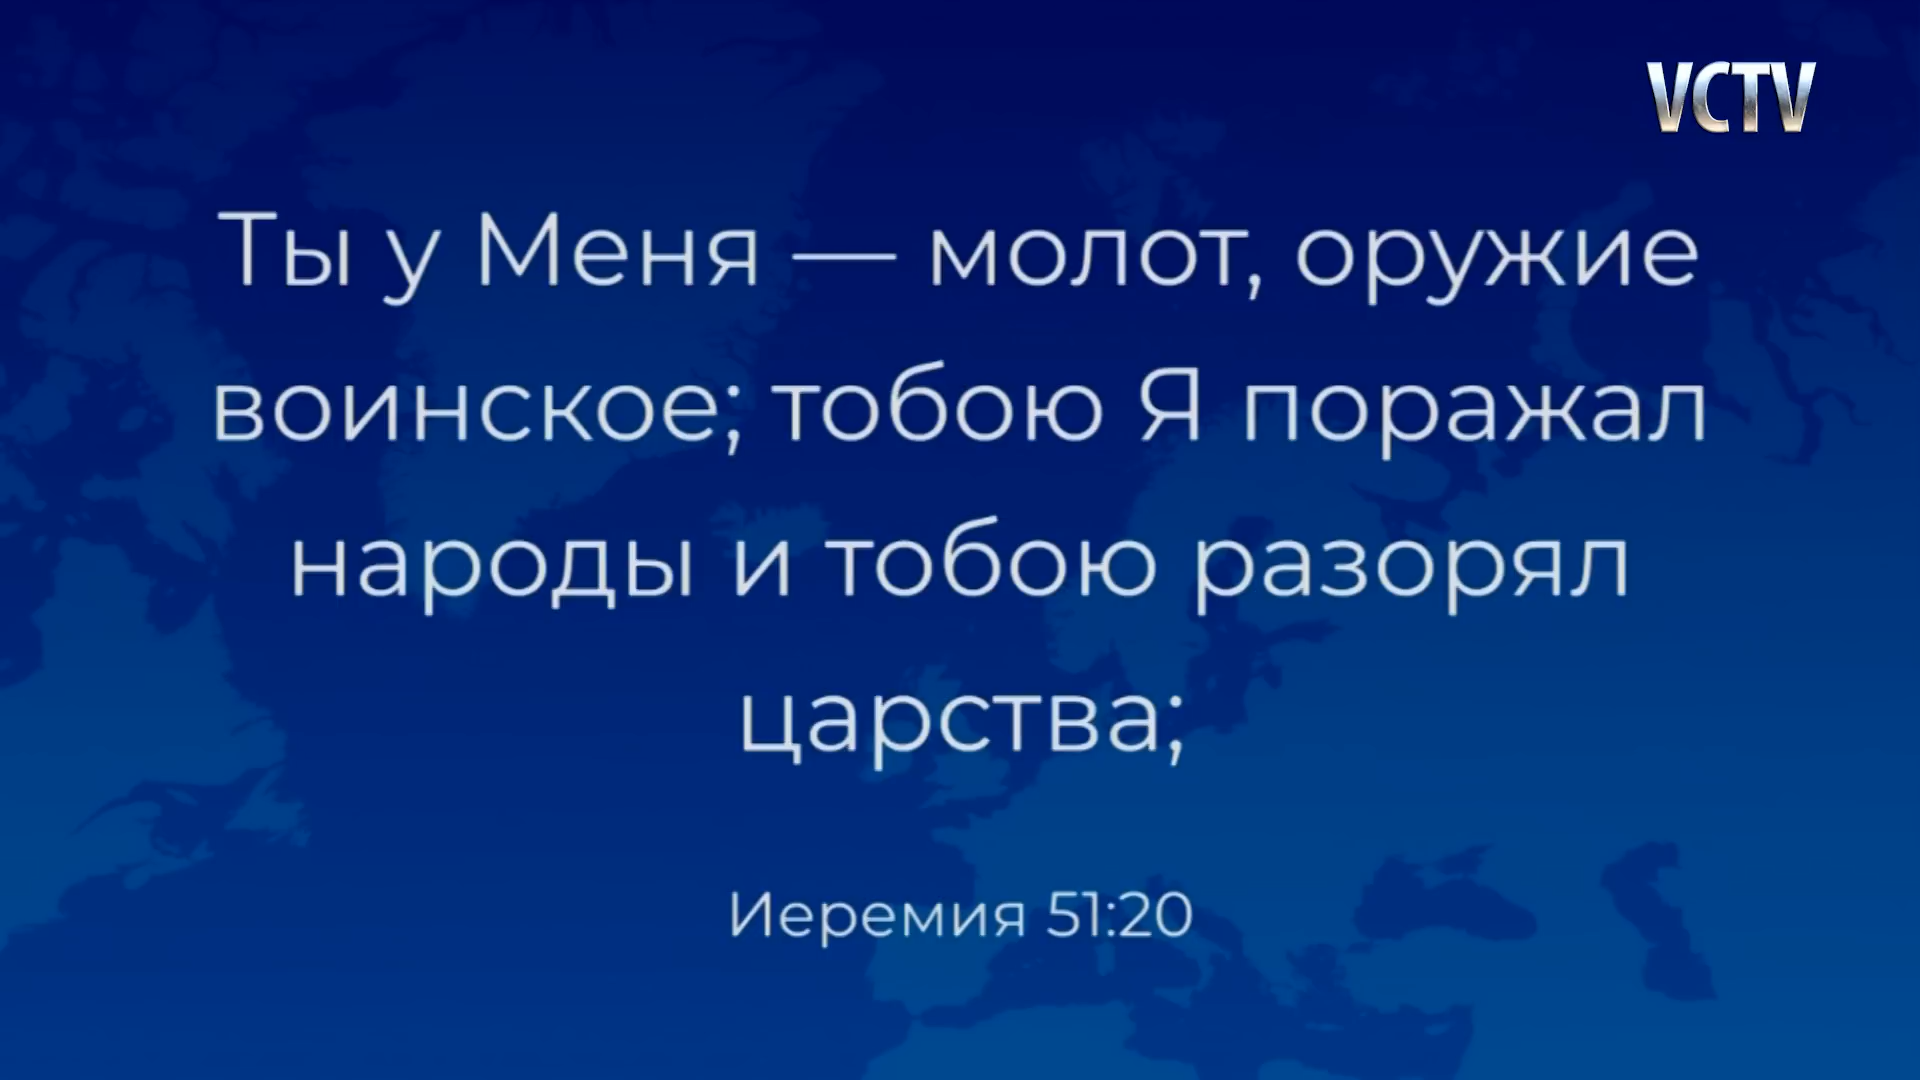 VCTV
Ты у Меня — молот, оружие
воинское; тобою Я поражал
народы и тобою разорял
царства;
Иеремия 51:20